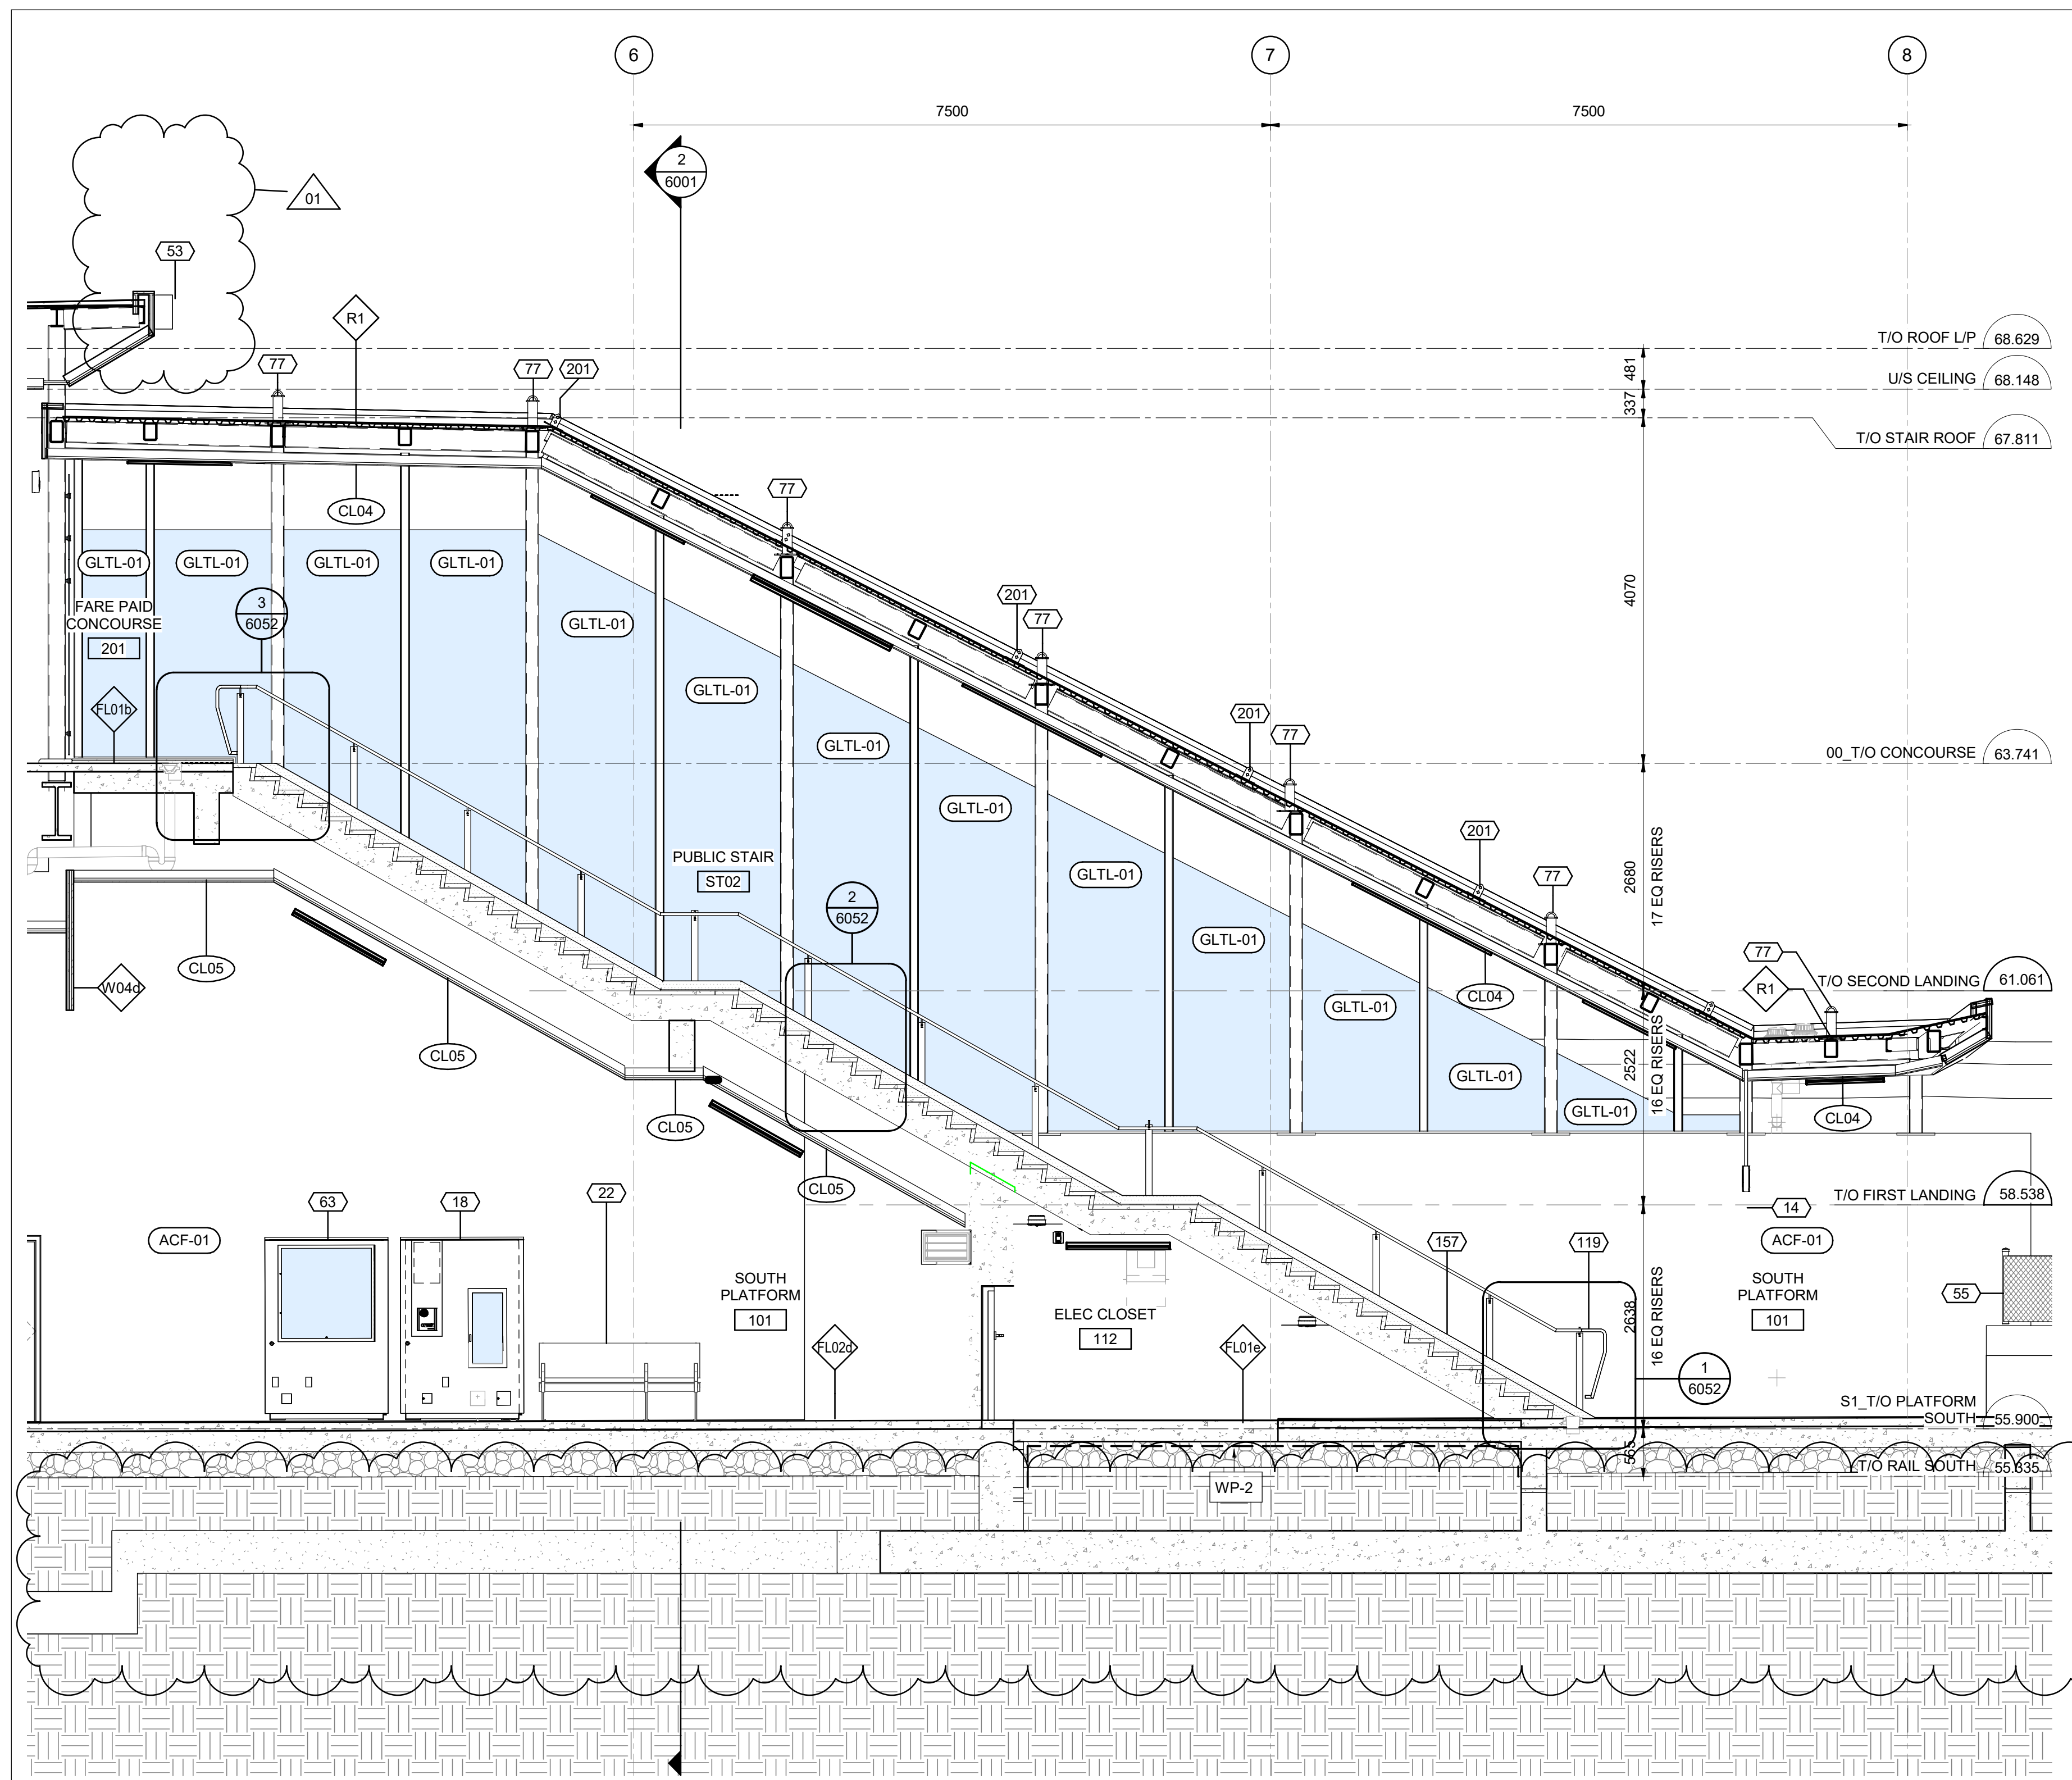 6
7
8
7500
7500
2
6001
01
53
R1
T/O ROOF L/P
68.629
481
U/S CEILING
68.148
337
77
77
201
T/O STAIR ROOF
67.811
CL04
77
GLTL-01
GLTL-01
GLTL-01
GLTL-01
FARE PAID
CONCOURSE
201
3
6052
GLTL-01
201
77
4070
GLTL-01
FL01b
201
77
GLTL-01
00_T/O CONCOURSE
63.741
GLTL-01
201
PUBLIC STAIR
ST02
GLTL-01
77
2680
17 EQ RISERS
2
6052
GLTL-01
77
CL05
W04d
R1
T/O SECOND LANDING
61.061
CL04
GLTL-01
CL05
2522
16 EQ RISERS
GLTL-01
GLTL-01
CL04
CL05
CL05
63
18
22
T/O FIRST LANDING
58.538
14
ACF-01
157
119
ACF-01
SOUTH
PLATFORM
101
SOUTH
PLATFORM
101
55
ELEC CLOSET
112
2638
16 EQ RISERS
FL02d
FL01e
1
6052
S1_T/O PLATFORM
SOUTH
55.900
565
T/O RAIL SOUTH
55.335
WP-2